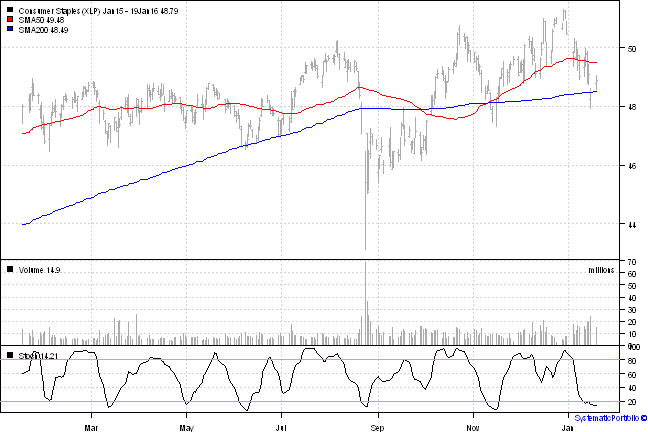 Consumer Staples (XLP) Jan15 - 19Jan16 48.79
SMA50 49.48
SMA200 48.49
50
48
46
44
Volume 14.9
70
millions
60
50
40
30
20
10
0
100
Stoch 14.21
80
60
40
20
Mar May Jul Sep Nov Jan
SystematicPortfolio ©